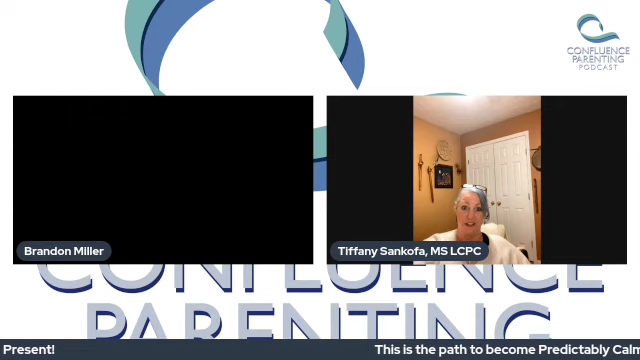 CONFLUENCE
PARENTING
PODCAST
Brandon Miller
Tiffany Sankofa, MS LCPC
CONFLUENCE
PARENTING
Present!
This is the path to become Predictably Calm